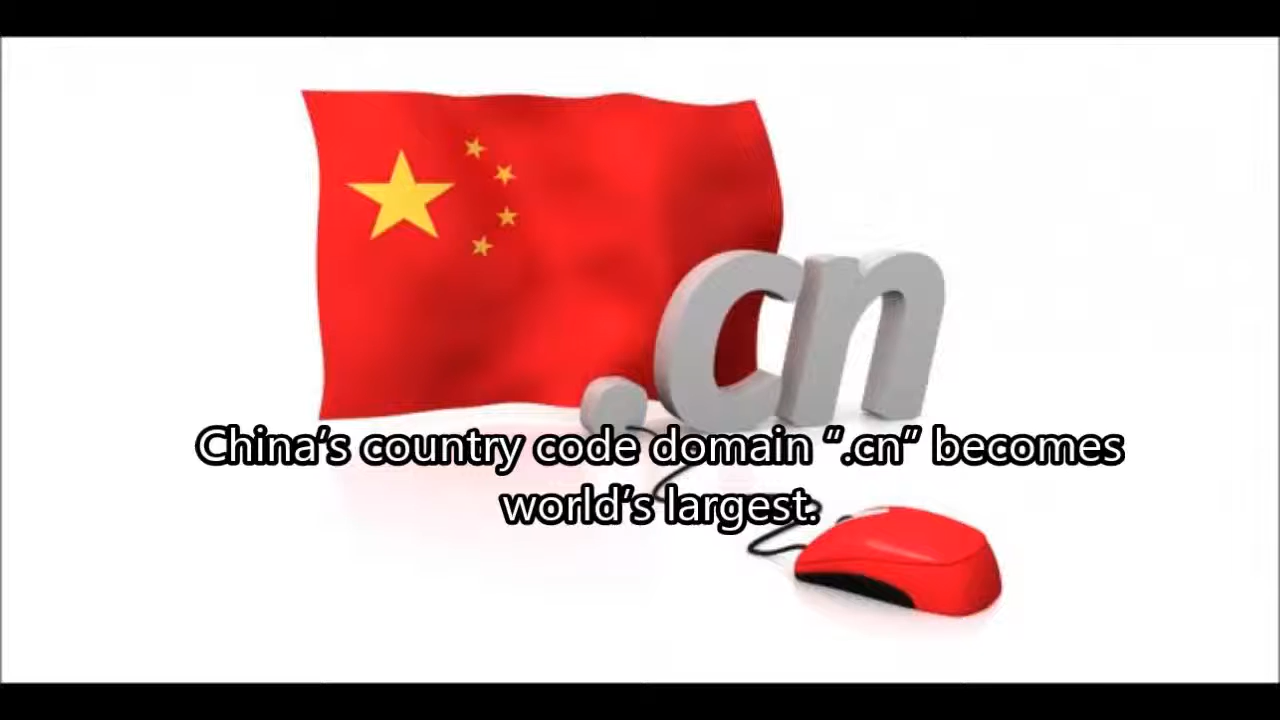 .cn
China‘s country code domain “.cn” becomes
world‘s largest.